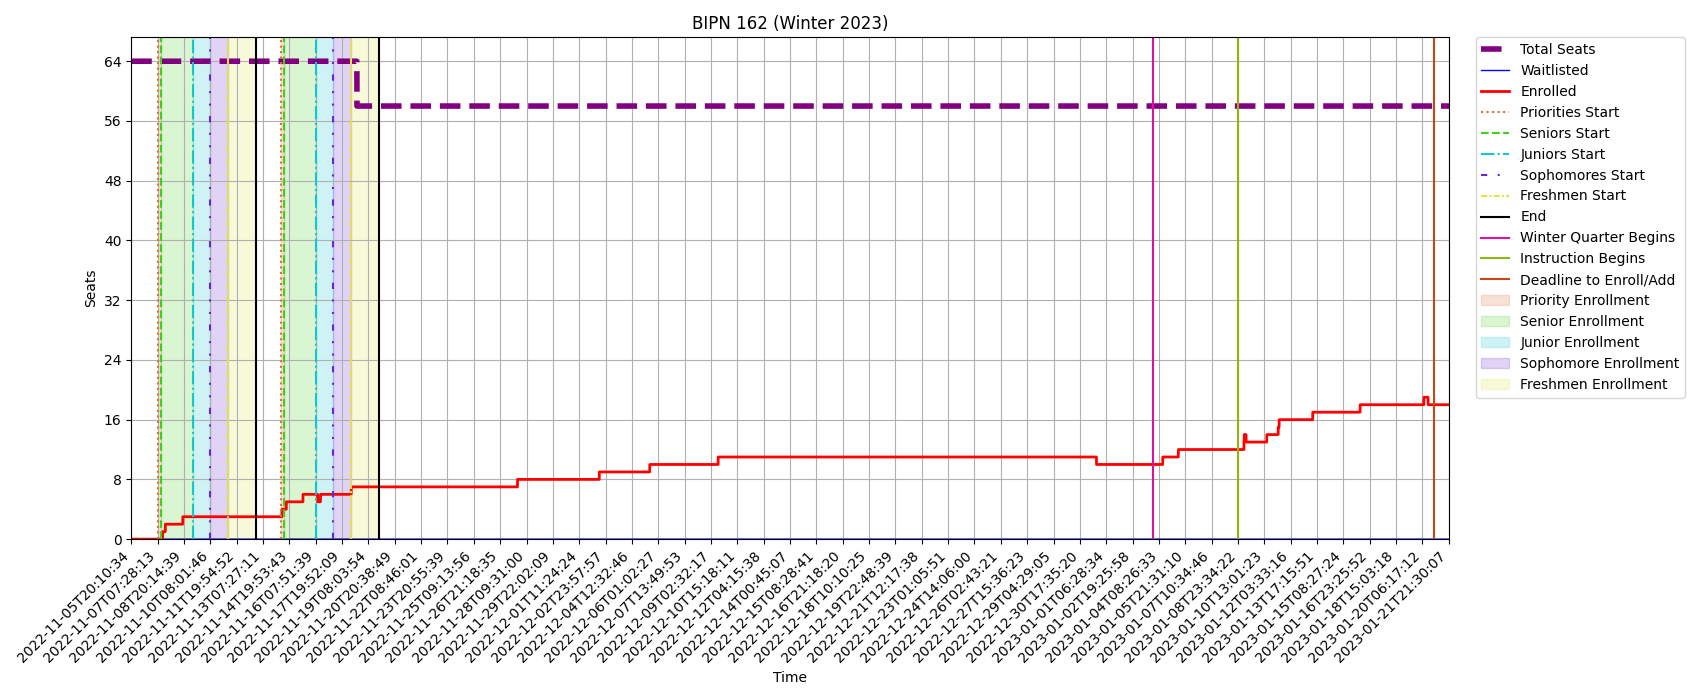 BIPN 162 (Winter 2023)
Seats
64
56
48
40
32
24
16
8
0
2022-11-05T20:10:34
2022-11-07T07:28:13
2022-11-08T20:14:39
2022-11-10T08:01:46
2022-11-11T19:54:52
2022-11-13T07:27:11
2022-11-14T19:53:43
2022-11-16T07:51:39
2022-11-17T19:52:09
2022-11-19T08:03:54
2022-11-20T20:38:49
2022-11-22T08:46:01
2022-11-23T20:55:39
2022-11-25T09:13:56
2022-11-26T21:18:35
2022-11-28T09:31:00
2022-11-29T22:02:09
2022-12-01T11:24:24
2022-12-02T23:57:57
2022-12-04T12:32:46
2022-12-06T01:02:27
2022-12-07T13:49:53
2022-12-09T02:32:17
2022-12-10T15:18:11
2022-12-12T04:15:38
2022-12-14T00:45:07
2022-12-15T08:28:41
2022-12-16T21:18:20
2022-12-18T10:10:25
2022-12-19T22:48:39
2022-12-21T12:17:38
2022-12-23T01:05:51
2022-12-24T14:06:00
2022-12-26T02:43:21
2022-12-27T15:36:23
2022-12-29T04:29:05
2022-12-30T17:35:20
2023-01-01T06:28:34
2023-01-02T19:25:58
2023-01-04T08:26:33
2023-01-05T21:31:10
2023-01-07T10:34:46
2023-01-08T23:34:22
2023-01-10T13:01:23
2023-01-12T03:33:16
2023-01-13T17:15:51
2023-01-15T08:27:24
2023-01-16T23:25:52
2023-01-18T15:03:18
2023-01-20T06:17:12
2023-01-21T21:30:07
Time
Total Seats
Waitlisted
Enrolled
Priorities Start
Seniors Start
Juniors Start
Sophomores Start
Freshmen Start
End
Winter Quarter Begins
Instruction Begins
Deadline to Enroll/Add
Priority Enrollment
Senior Enrollment
Junior Enrollment
Sophomore Enrollment
Freshmen Enrollment